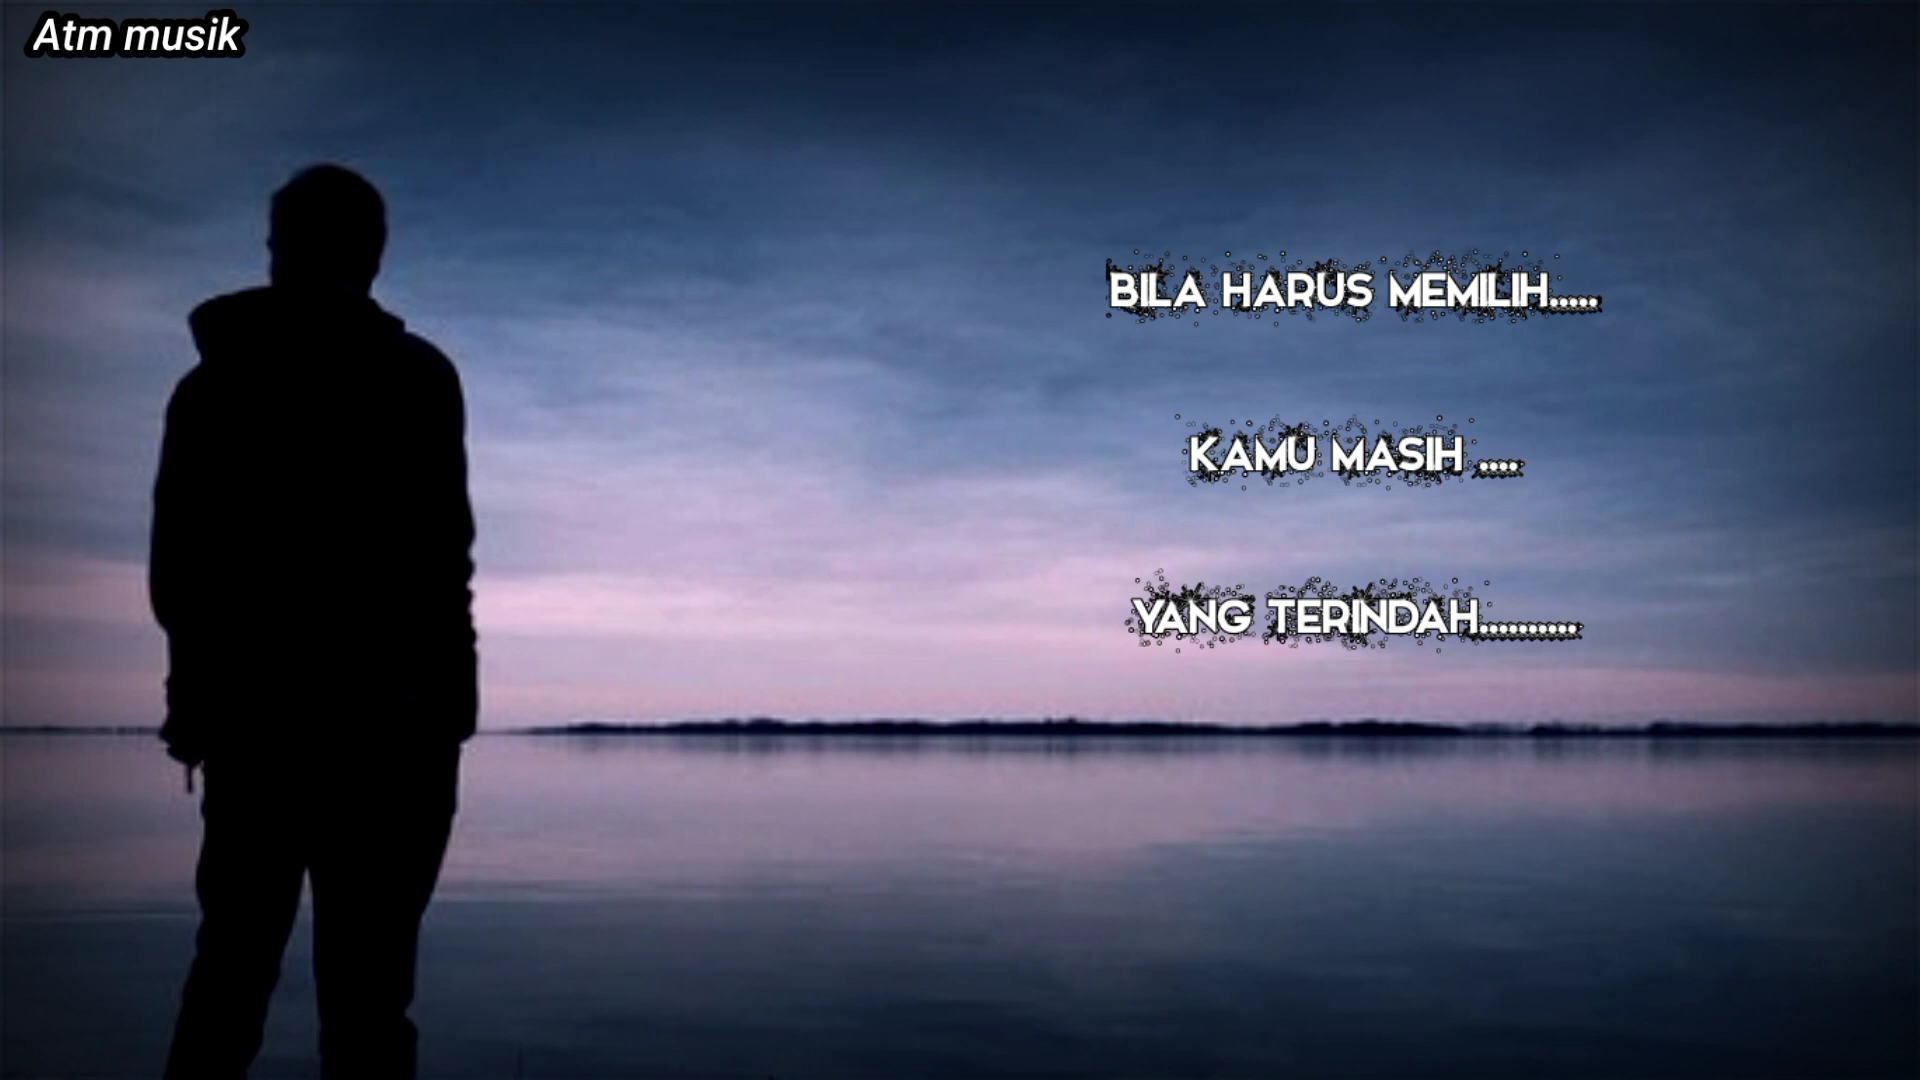 Atm musik
BILA HARUS MEMILIH.....
KAMU MASIH ....
YANG TERINDAH..........